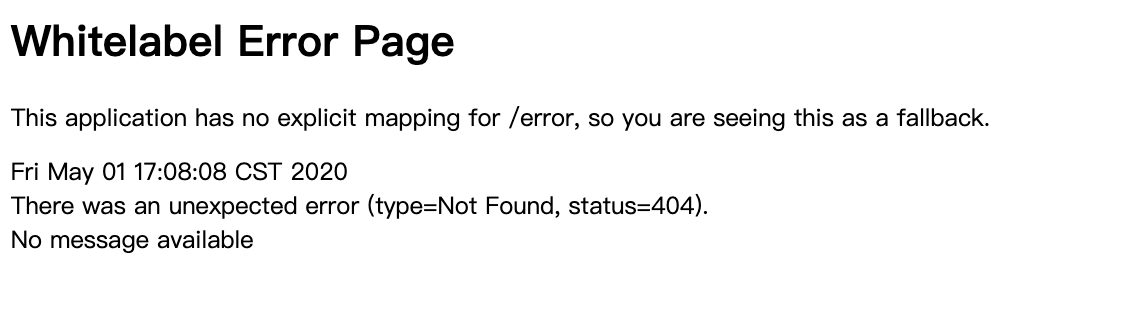 Whitelabel Error Page
This application has no explicit mapping for /error, so you are seeing this as a fallback.
Fri May 01 17:08:08 CST 2020
There was an unexpected error (type=Not Found, status=404).
No message available